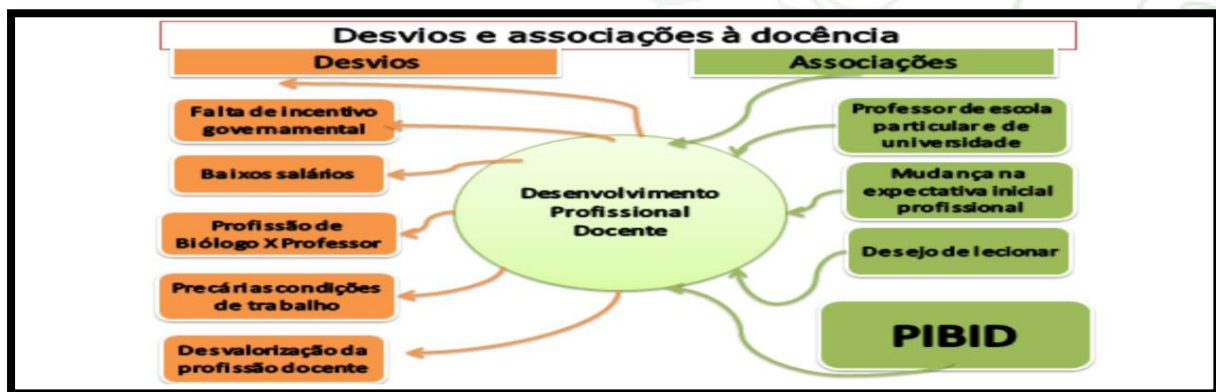 Desvios e associações à docência
Desvios
Associações
Falta de incentivo
governamental
Baixos salários
Profissão de
Biólogo X Professor
Precárias condições
de trabalho
Desvalorização da
profissão docente
Desenvolvimento
Profissional
Docente
Professor de escola
particular e de
universidade
Mudança na
expectativa inicial
profissional
Desejo de lecionar
PIBID